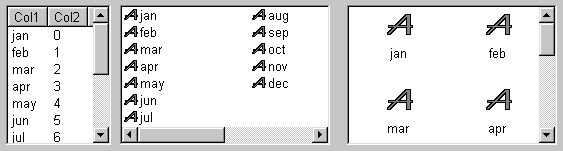 Col1 Col2
jan 0
feb 1
mar 2
apr 3
may 4
jun 5
jul 6
jan
feb
mar
apr
may
jun
jul
aug
sep
oct
nov
dec
jan feb
mar apr